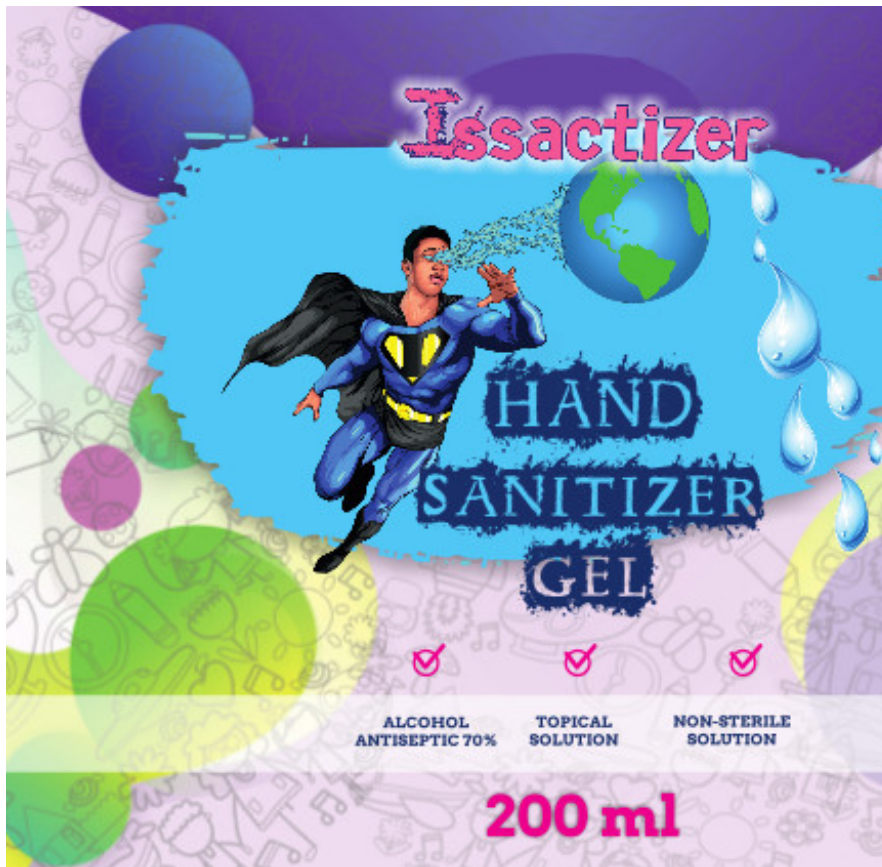 Issactizer
HAND
SANITIZER
GEL
ALCOHOL
ANTISEPTIC 70%
TOPICAL
SOLUTION
NON-STERILE
SOLUTION
200 ml